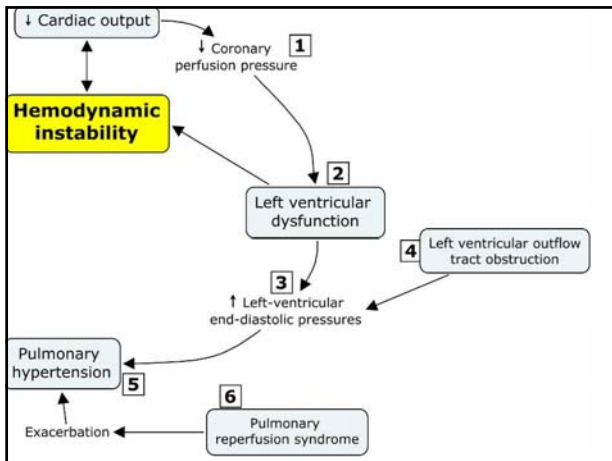 ↓ Cardiac output
1
↓ Coronary
perfusion pressure
Hemodynamic
instability
2
Left ventricular
dysfunction
4
Left ventricular outflow
tract obstruction
3
↑ Left-ventricular
end-diastolic pressures
Pulmonary
hypertension
5
6
Pulmonary
reperfusion syndrome
Exacerbation